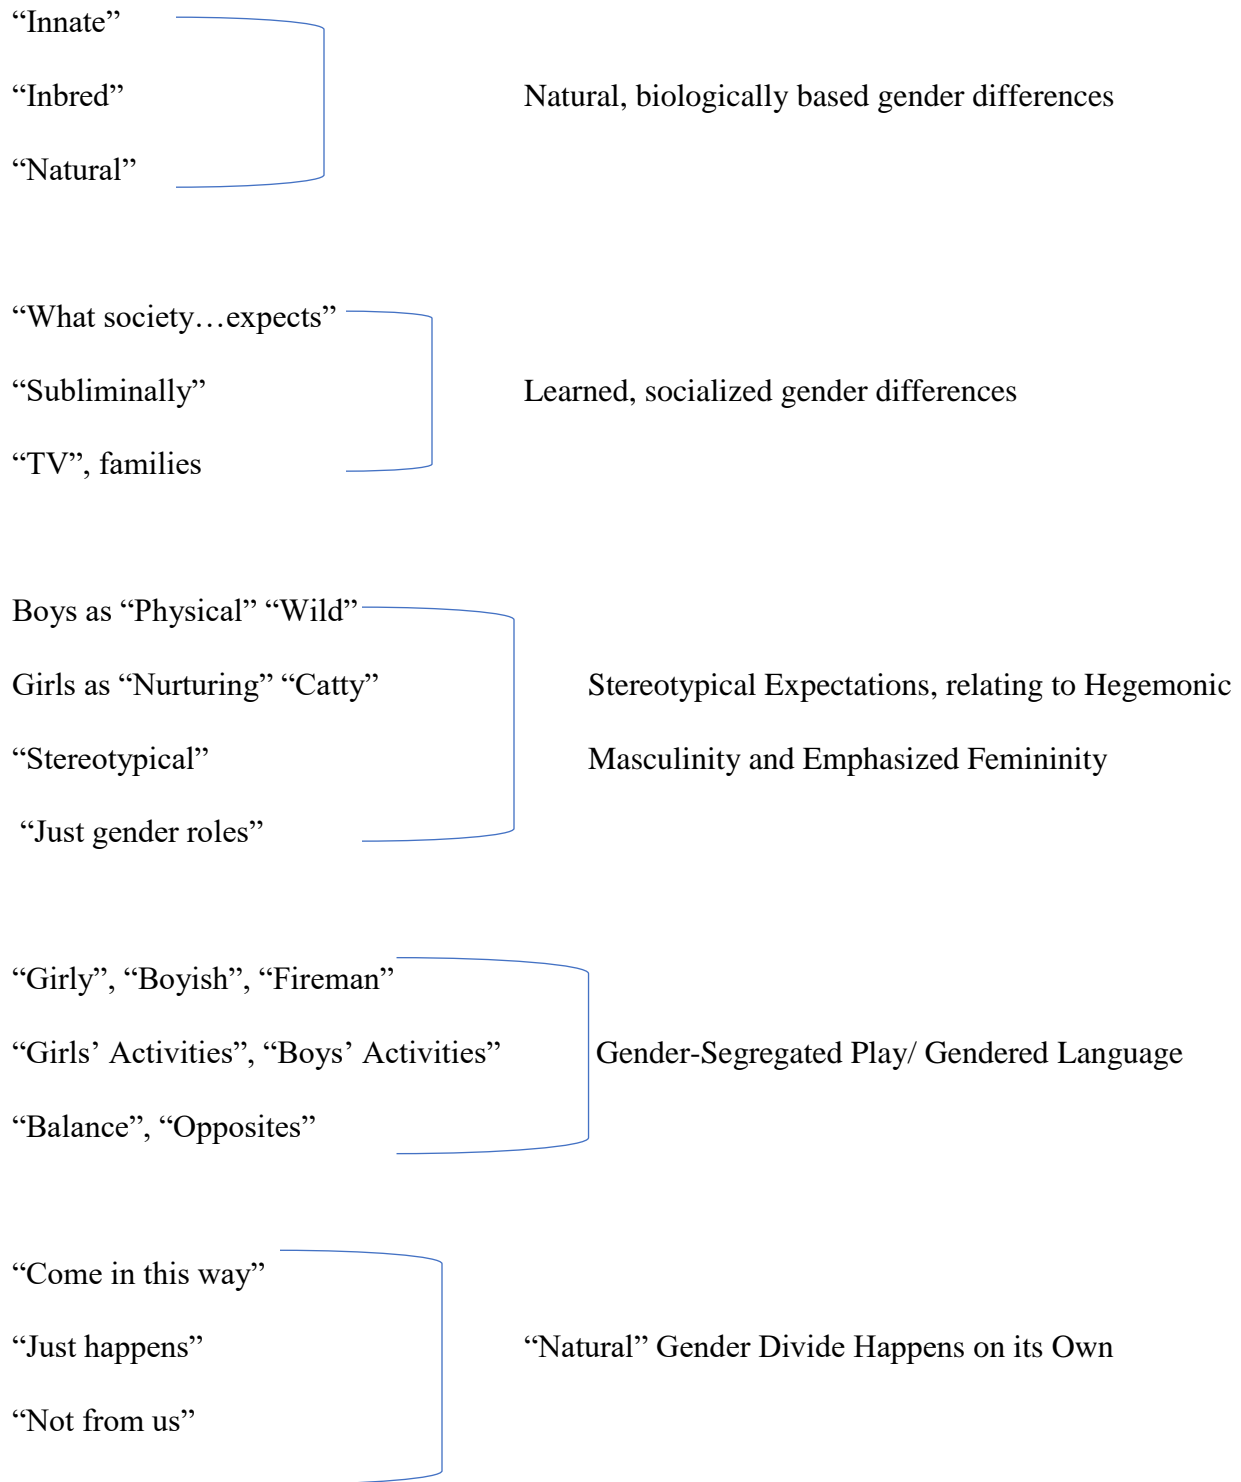 “Innate”
“Inbred” Natural, biologically based gender differences
“Natural”
“What society…expects”
“Subliminally” Learned, socialized gender differences
“TV”, families
Boys as “Physical” “Wild”
Girls as “Nurturing” “Catty” Stereotypical Expectations, relating to Hegemonic
“Stereotypical” Masculinity and Emphasized Femininity
“Just gender roles”
“Girly”, “Boyish”, “Fireman”
“Girls’ Activities”, “Boys’ Activities” Gender-Segregated Play/ Gendered Language
“Balance”, “Opposites”
“Come in this way”
“Just happens” “Natural” Gender Divide Happens on its Own
“Not from us”